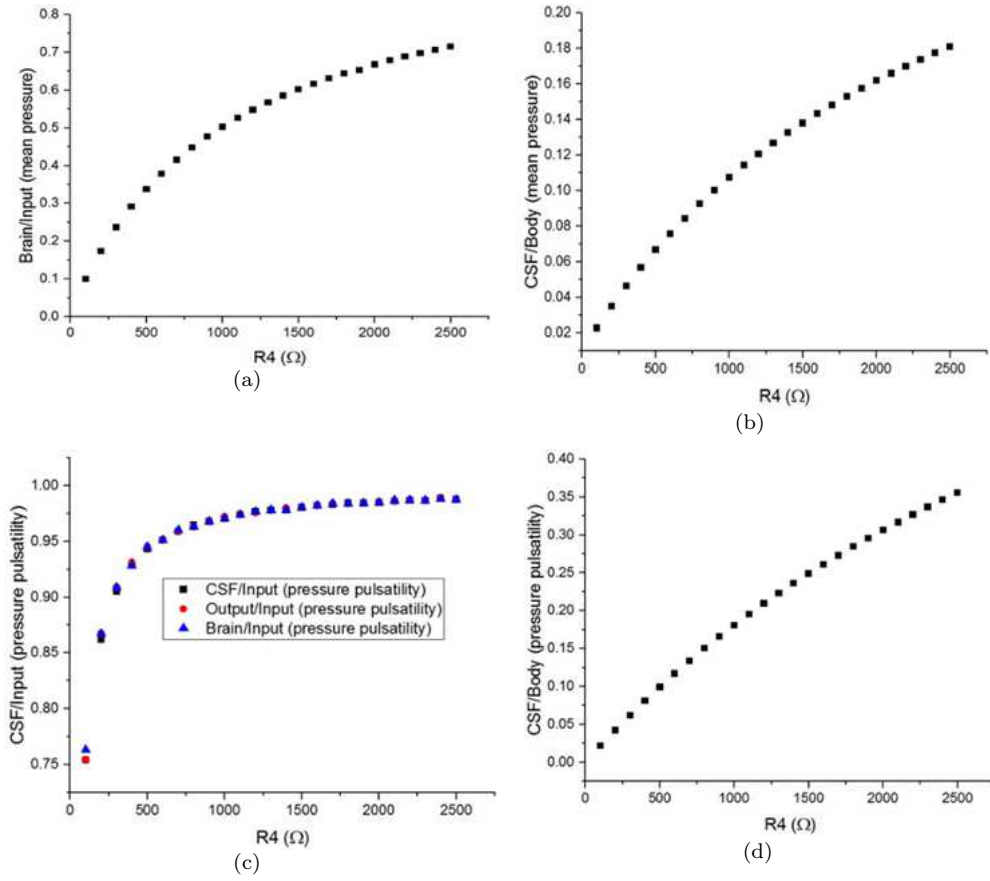 0.8
0.7
0.6
0.5
0.4
0.3
0.2
0.1
0.0
Brain/Input (mean pressure)
0 500 1000 1500 2000 2500
R4 (Ω)
(a)
0.20
0.18
0.16
0.14
0.12
0.10
0.08
0.06
0.04
0.02
CSF/Body (mean pressure)
0 500 1000 1500 2000 2500
R4 (Ω)
(b)
1.00
0.95
0.90
0.85
0.80
0.75
CSF/Input (pressure pulsatility)
CSF/Input (pressure pulsatility)
Output/Input (pressure pulsatility)
Brain/Input (pressure pulsatility)
0 500 1000 1500 2000 2500
R4 (Ω)
(c)
0.40
0.35
0.30
0.25
0.20
0.15
0.10
0.05
0.00
CSF/Body (pressure pulsatility)
0 500 1000 1500 2000 2500
R4 (Ω)
(d)